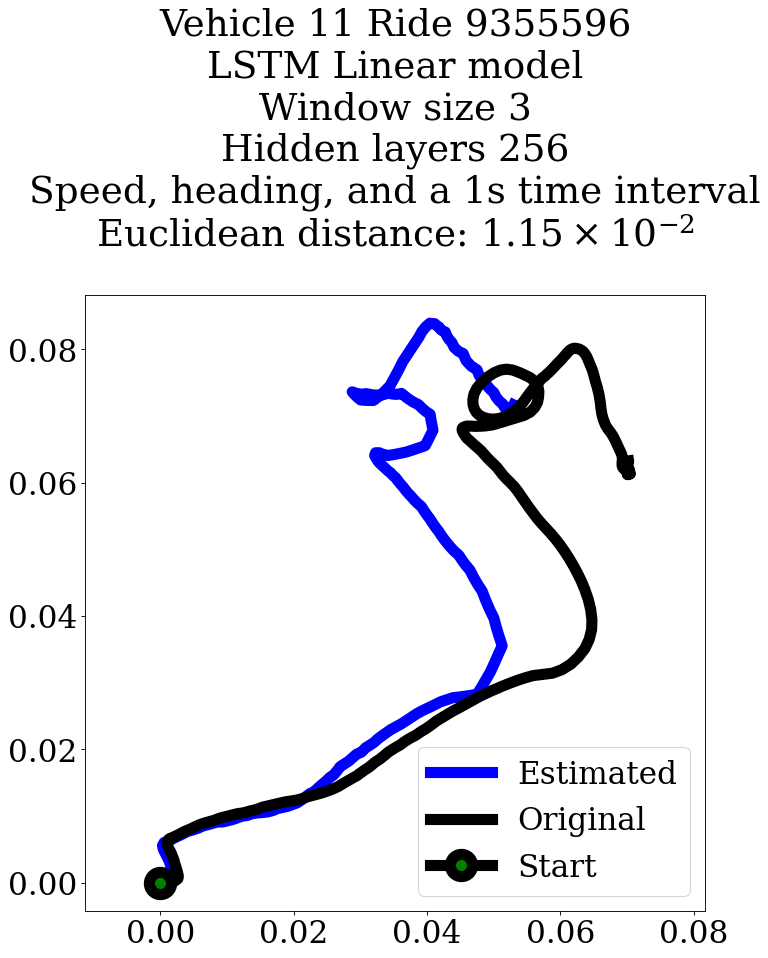 Vehicle 11 Ride 9355596
LSTM Linear model
Window size 3
Hidden layers 256
Speed, heading, and a 1s time interval
Euclidean distance: 1.15 × 10⁻²
0.08
0.06
0.04
0.02
0.00
Estimated
Original
Start
0.00 0.02 0.04 0.06 0.08